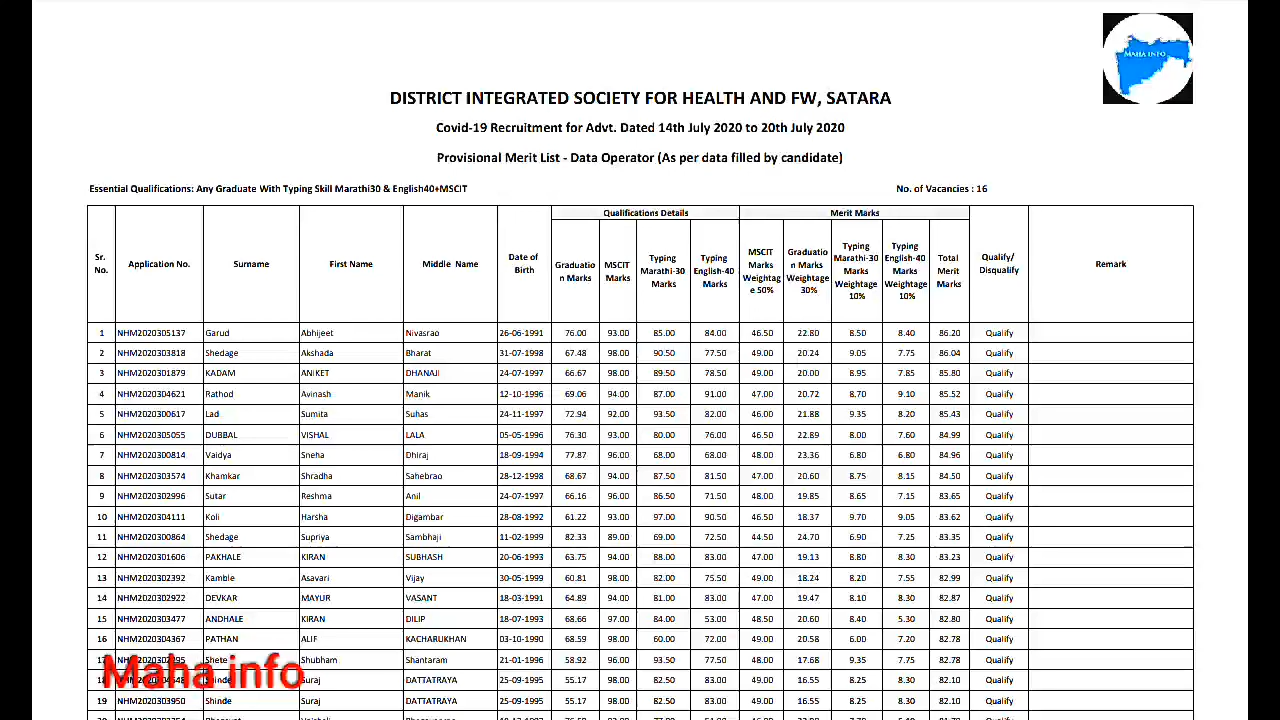 MAHA INFO
DISTRICT INTEGRATED SOCIETY FOR HEALTH AND FW, SATARA
Covid-19 Recruitment for Advt. Dated 14th July 2020 to 20th July 2020
Provisional Merit List - Data Operator (As per data filled by candidate)
Essential Qualifications: Any Graduate With Typing Skill Marathi30 & English40+MSCIT No. of Vacancies : 16
Qualifications Details Merit Marks
Sr. No. Application No. Surname First Name Middle Name Date of Birth Graduatio n Marks MSCIT Marks Typing Marathi-30 Marks Typing English-40 Marks MSCIT Marks Weightag e 50% Graduatio n Marks Weightage 30% Typing Marathi-30 Marks Weightage 10% Typing English-40 Marks Weightage 10% Total Merit Marks Qualify/ Disqualify Remark
1 NHM2020305137 Garud Abhijeet Nivasrao 26-06-1991 76.00 93.00 85.00 84.00 46.50 22.80 8.50 8.40 86.20 Qualify
2 NHM2020303818 Shedage Akshada Bharat 31-07-1998 67.48 98.00 90.50 77.50 49.00 20.24 9.05 7.75 86.04 Qualify
3 NHM2020301879 KADAM ANIKET DHANAJI 24-07-1997 66.67 98.00 89.50 78.50 49.00 20.00 8.95 7.85 85.80 Qualify
4 NHM2020304621 Rathod Avinash Manik 12-10-1996 69.06 94.00 87.00 91.00 47.00 20.72 8.70 9.10 85.52 Qualify
5 NHM2020300617 Lad Sumita Suhas 24-11-1997 72.94 92.00 93.50 82.00 46.00 21.88 9.35 8.20 85.43 Qualify
6 NHM2020305055 DUBBAL VISHAL LALA 05-05-1996 76.30 93.00 80.00 76.00 46.50 22.89 8.00 7.60 84.99 Qualify
7 NHM2020300814 Vaidya Sneha Dhiraj 18-09-1994 77.87 96.00 68.00 68.00 48.00 23.36 6.80 6.80 84.96 Qualify
8 NHM2020303574 Khamkar Shradha Sahebrao 28-12-1998 68.67 94.00 87.50 81.50 47.00 20.60 8.75 8.15 84.50 Qualify
9 NHM2020302996 Sutar Reshma Anil 24-07-1997 66.16 96.00 86.50 71.50 48.00 19.85 8.65 7.15 83.65 Qualify
10 NHM2020304111 Koli Harsha Digambar 28-08-1992 61.22 93.00 97.00 90.50 46.50 18.37 9.70 9.05 83.62 Qualify
11 NHM2020300864 Shedage Supriya Sambhaji 11-02-1999 82.33 89.00 69.00 72.50 44.50 24.70 6.90 7.25 83.35 Qualify
12 NHM2020301606 PAKHALE KIRAN SUBHASH 20-06-1993 63.75 94.00 88.00 83.00 47.00 19.13 8.80 8.30 83.23 Qualify
13 NHM2020302392 Kamble Asavari Vijay 30-05-1999 60.81 98.00 82.00 75.50 49.00 18.24 8.20 7.55 82.99 Qualify
14 NHM2020302922 DEVKAR MAYUR VASANT 18-03-1991 64.89 94.00 81.00 83.00 47.00 19.47 8.10 8.30 82.87 Qualify
15 NHM2020303477 ANDHALE KIRAN DILIP 18-07-1993 68.66 97.00 84.00 53.00 48.50 20.60 8.40 5.30 82.80 Qualify
16 NHM2020304367 PATHAN ALIF KACHARUKHAN 03-10-1990 68.59 98.00 60.00 72.00 49.00 20.58 6.00 7.20 82.78 Qualify
17 Shete Shubham Shantaram 21-01-1996 58.92 96.00 93.50 77.50 48.00 17.68 9.35 7.75 82.78 Qualify
Maha info
18 Shinde Suraj DATTATRAYA 25-09-1995 55.17 98.00 82.50 83.00 49.00 16.55 8.25 8.30 82.10 Qualify
19 NHM2020303950 Shinde Suraj DATTATRAYA 25-09-1995 55.17 98.00 82.50 83.00 49.00 16.55 8.25 8.30 82.10 Qualify